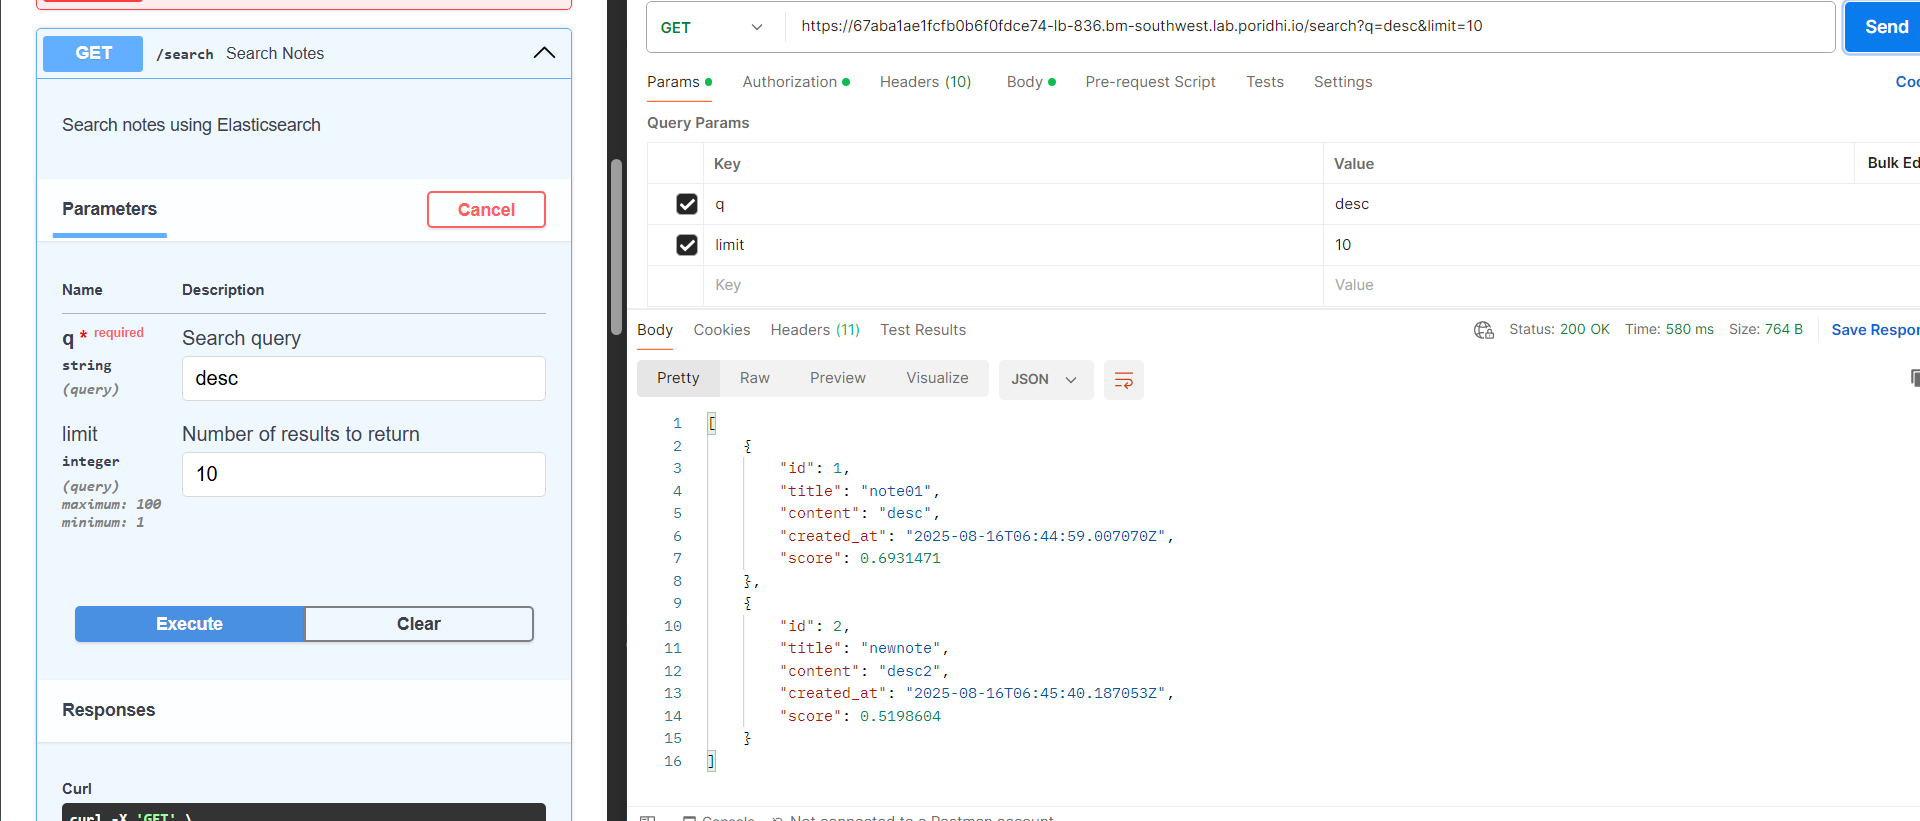 GET /search Search Notes
Search notes using Elasticsearch
Parameters
Cancel
Name Description
q * required
string
(query)
Search query
desc
limit
integer
(query)
maximum: 100
minimum: 1
Number of results to return
10
Execute Clear
Responses
Curl
curl -X 'GET' \
GET https://67aba1ae1fcfb0b6f0fdce74-lb-836.bm-southwest.lab.poridhi.io/search?q=desc&limit=10 Send
Params Authorization Headers (10) Body Pre-request Script Tests Settings Coo
Query Params
Key Value Bulk Ed
q desc
limit 10
Key Value
Body Cookies Headers (11) Test Results Status: 200 OK Time: 580 ms Size: 764 B Save Respon
Pretty Raw Preview Visualize JSON
1 [
2 {
3 "id": 1,
4 "title": "note01",
5 "content": "desc",
6 "created_at": "2025-08-16T06:44:59.007070Z",
7 "score": 0.6931471
8 },
9 {
10 "id": 2,
11 "title": "newnote",
12 "content": "desc2",
13 "created_at": "2025-08-16T06:45:40.187053Z",
14 "score": 0.5198604
15 }
16 ]
Console Not connected to a Postman account